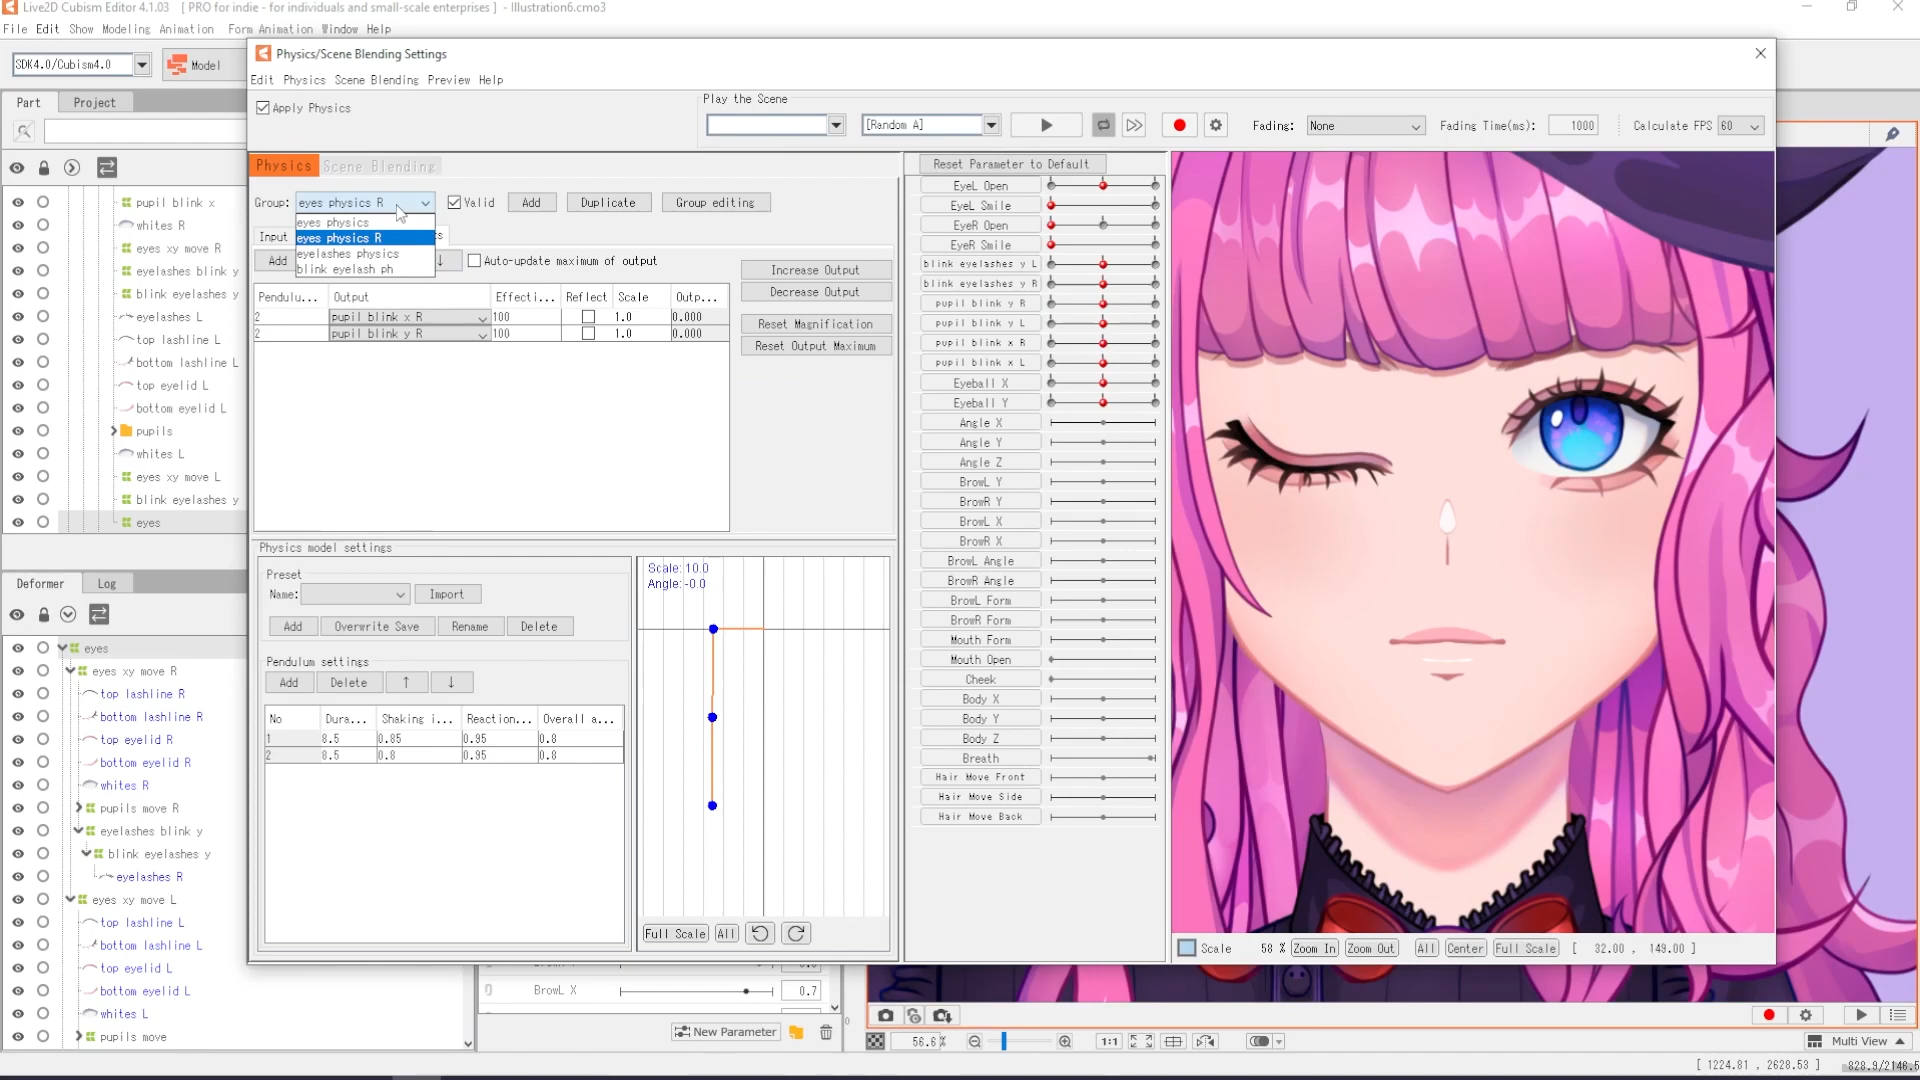 Live2D Cubism Editor 4.1.03 [ PRO for indie - for individuals and small-scale enterprises ] - Illustration6.cmo3
File Edit Show Modeling Animation Form Animation Window Help
SDK4.0/Cubism4.0 Model
Part Project
pupil blink x
whites R
eyes xy move R
eyelashes blink y
blink eyelashes y
eyelashes L
top lashline L
bottom lashline L
top eyelid L
bottom eyelid L
pupils
whites L
eyes xy move L
blink eyelashes y
eyes
Deformer Log
eyes
eyes xy move R
top lashline R
bottom lashline R
top eyelid R
bottom eyelid R
whites R
pupils move R
eyelashes blink y
blink eyelashes y
eyelashes R
eyes xy move L
top lashline L
bottom lashline L
top eyelid L
bottom eyelid L
whites L
pupils move
Physics/Scene Blending Settings
Edit Physics Scene Blending Preview Help
Apply Physics
Play the Scene
[Random A] Fading: None Fading Time(ms): 1000 Calculate FPS 60
Physics Scene Blending
Group: eyes physics R Valid Add Duplicate Group editing
eyes physics
eyes physics R
eyelashes physics
blink eyelash ph
Input
Add ↓ Auto-update maximum of output
Increase Output
Decrease Output
Reset Magnification
Reset Output Maximum
Pendulu... Output Effecti... Reflect Scale Outp...
2 pupil blink x R 100 1.0 0.000
2 pupil blink y R 100 1.0 0.000
Physics model settings
Preset
Name: Import
Add Overwrite Save Rename Delete
Pendulum settings
Add Delete ↑ ↓
No Dura... Shaking i... Reaction... Overall a...
1 8.5 0.85 0.95 0.8
2 8.5 0.8 0.95 0.8
Scale: 10.0
Angle: -0.0
Full Scale All
Reset Parameter to Default
EyeL Open
EyeL Smile
EyeR Open
EyeR Smile
blink eyelashes y L
blink eyelashes y R
pupil blink y R
pupil blink y L
pupil blink x R
pupil blink x L
Eyeball X
Eyeball Y
Angle X
Angle Y
Angle Z
BrowL Y
BrowR Y
BrowL X
BrowR X
BrowL Angle
BrowR Angle
BrowL Form
BrowR Form
Mouth Form
Mouth Open
Cheek
Body X
Body Y
Body Z
Breath
Hair Move Front
Hair Move Side
Hair Move Back
Scale 58 % Zoom In Zoom Out All Center Full Scale [ 32.00 , 149.00 ]
BrowL X 0.7
New Parameter
56.6% 1:1 Multi View
[ 1224.81 , 2628.53 ]